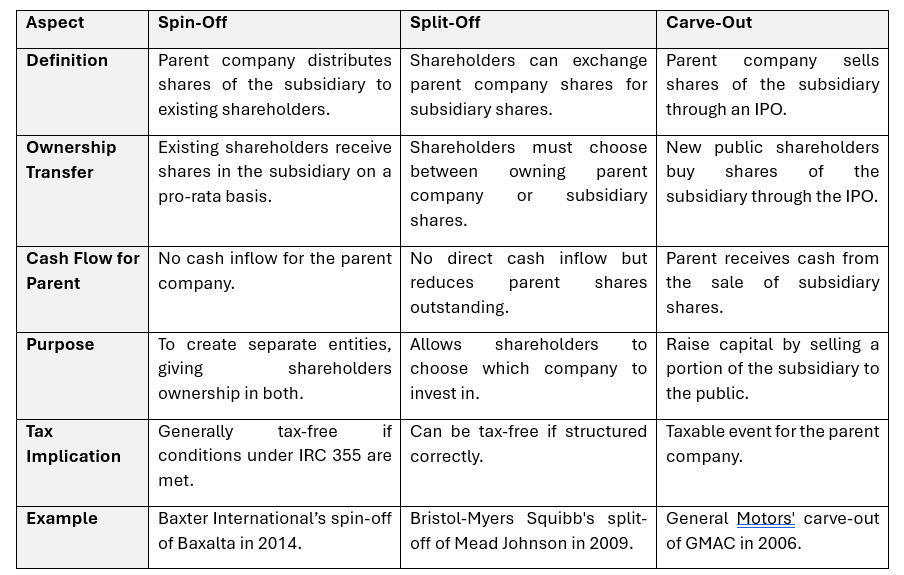 Aspect
Spin-Off
Split-Off
Carve-Out
Definition
Parent company distributes
shares of the subsidiary to
existing shareholders.
Shareholders can exchange
parent company shares for
subsidiary shares.
Parent company sells
shares of the subsidiary
through an IPO.
Ownership
Transfer
Existing shareholders receive
shares in the subsidiary on a
pro-rata basis.
Shareholders must choose
between owning parent
company or subsidiary
shares.
New public shareholders
buy shares of the
subsidiary through the IPO.
Cash Flow for
Parent
No cash inflow for the parent
company.
No direct cash inflow but
reduces parent shares
outstanding.
Parent receives cash from
the sale of subsidiary
shares.
Purpose
To create separate entities,
giving shareholders
ownership in both.
Allows shareholders to
choose which company to
invest in.
Raise capital by selling a
portion of the subsidiary to
the public.
Tax
Implication
Generally tax-free if
conditions under IRC 355 are
met.
Can be tax-free if structured
correctly.
Taxable event for the parent
company.
Example
Baxter International’s spin-off
of Baxalta in 2014.
Bristol-Myers Squibb's split-
off of Mead Johnson in 2009.
General Motors' carve-out
of GMAC in 2006.